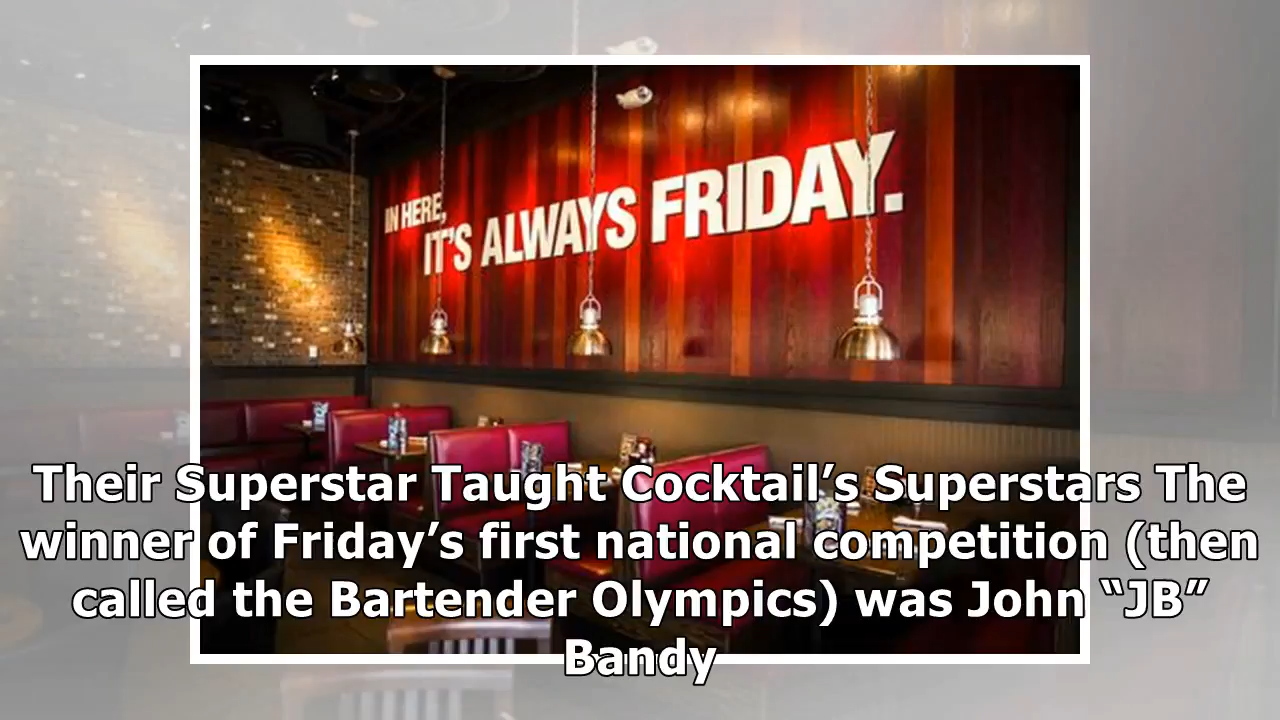 IN HERE,
IT'S ALWAYS FRIDAY.
Their Superstar Taught Cocktail’s Superstars The
winner of Friday’s first national competition (then
called the Bartender Olympics) was John “JB”
Bandy